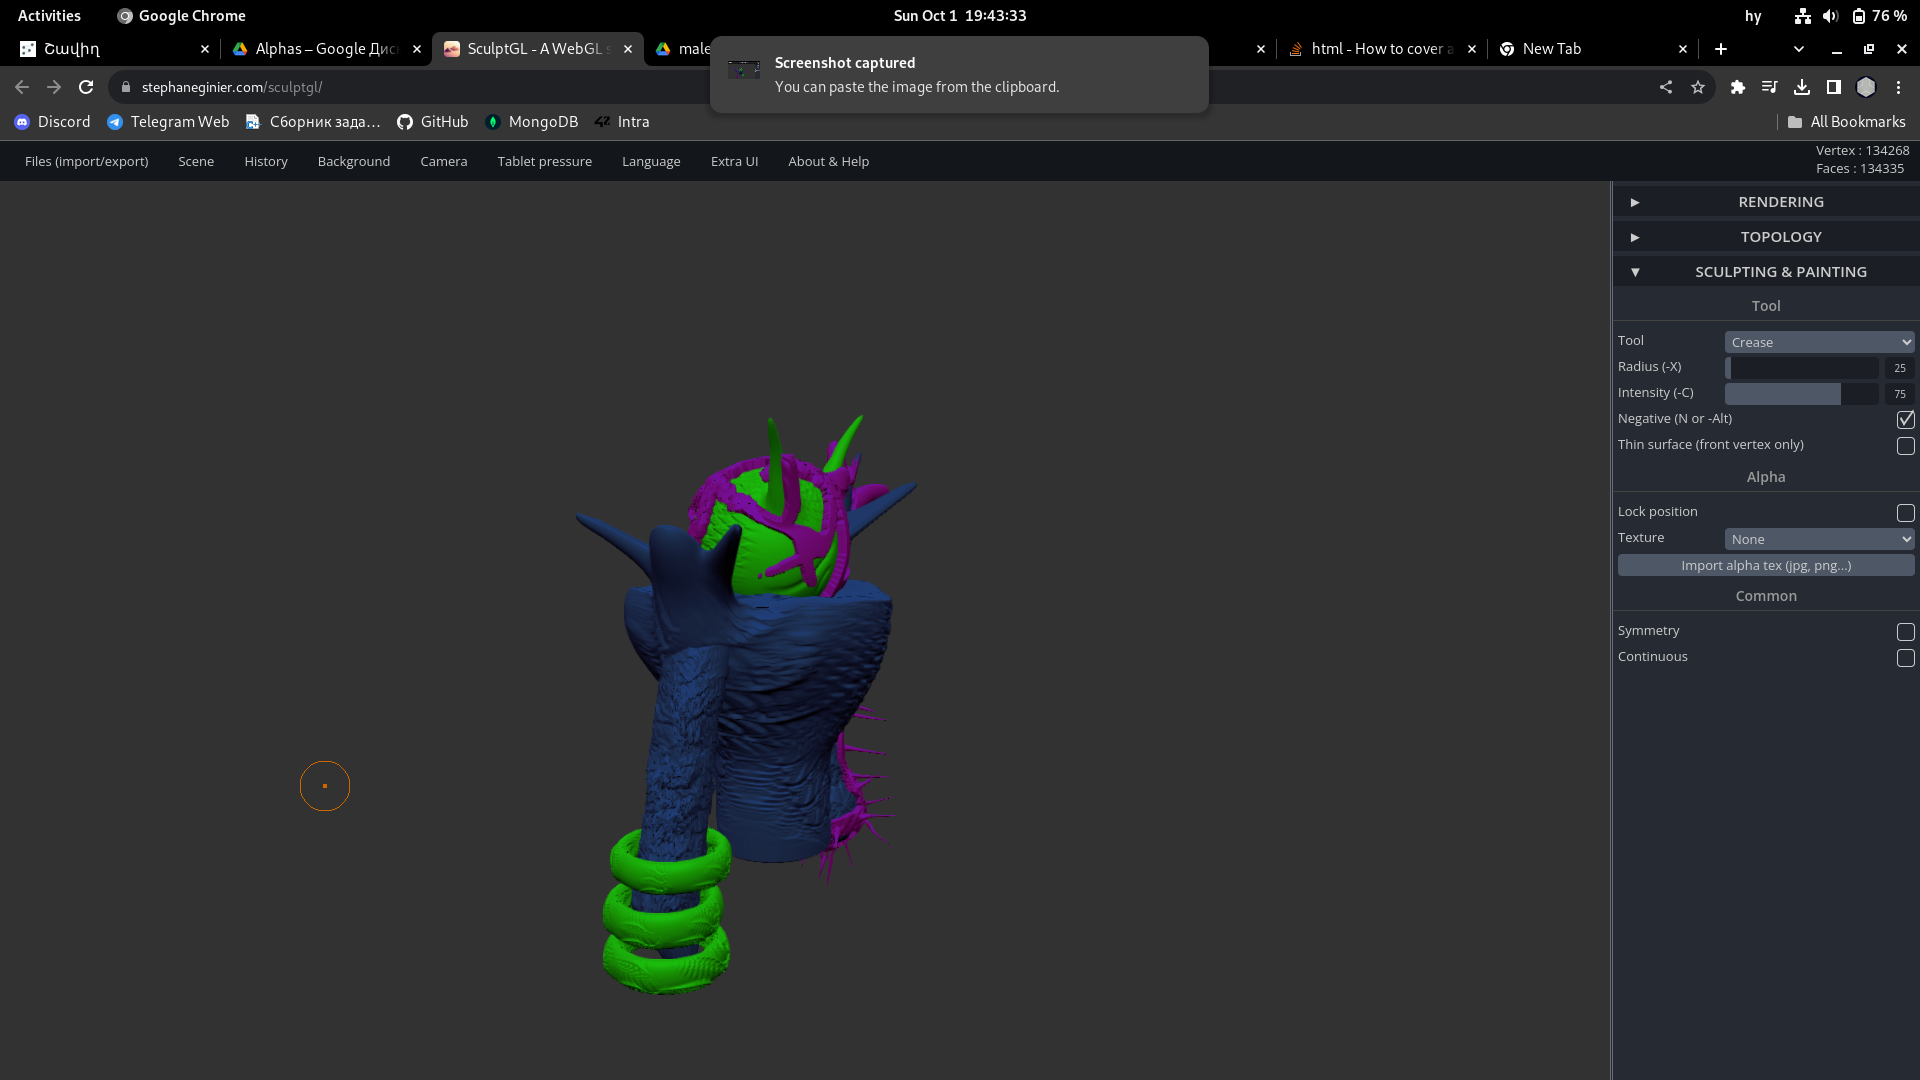 Activities
Google Chrome
Sun Oct 1 19:43:33
hy
76 %
Շավիղ
Alphas – Google Дис
SculptGL - A WebGL s
male
html - How to cover a
New Tab
Screenshot captured
You can paste the image from the clipboard.
stephaneginier.com/sculptgl/
Discord
Telegram Web
Сборник зада...
GitHub
MongoDB
Intra
All Bookmarks
Files (import/export)
Scene
History
Background
Camera
Tablet pressure
Language
Extra UI
About & Help
Vertex : 134268
Faces : 134335
RENDERING
TOPOLOGY
SCULPTING & PAINTING
Tool
Tool
Crease
Radius (-X)
25
Intensity (-C)
75
Negative (N or -Alt)
Thin surface (front vertex only)
Alpha
Lock position
Texture
None
Import alpha tex (jpg, png...)
Common
Symmetry
Continuous